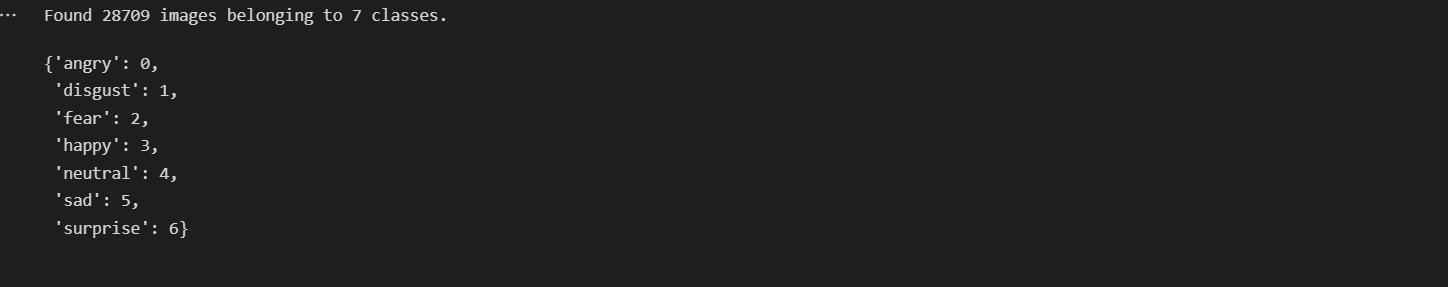 Found 28709 images belonging to 7 classes.
{'angry': 0,
 'disgust': 1,
 'fear': 2,
 'happy': 3,
 'neutral': 4,
 'sad': 5,
 'surprise': 6}